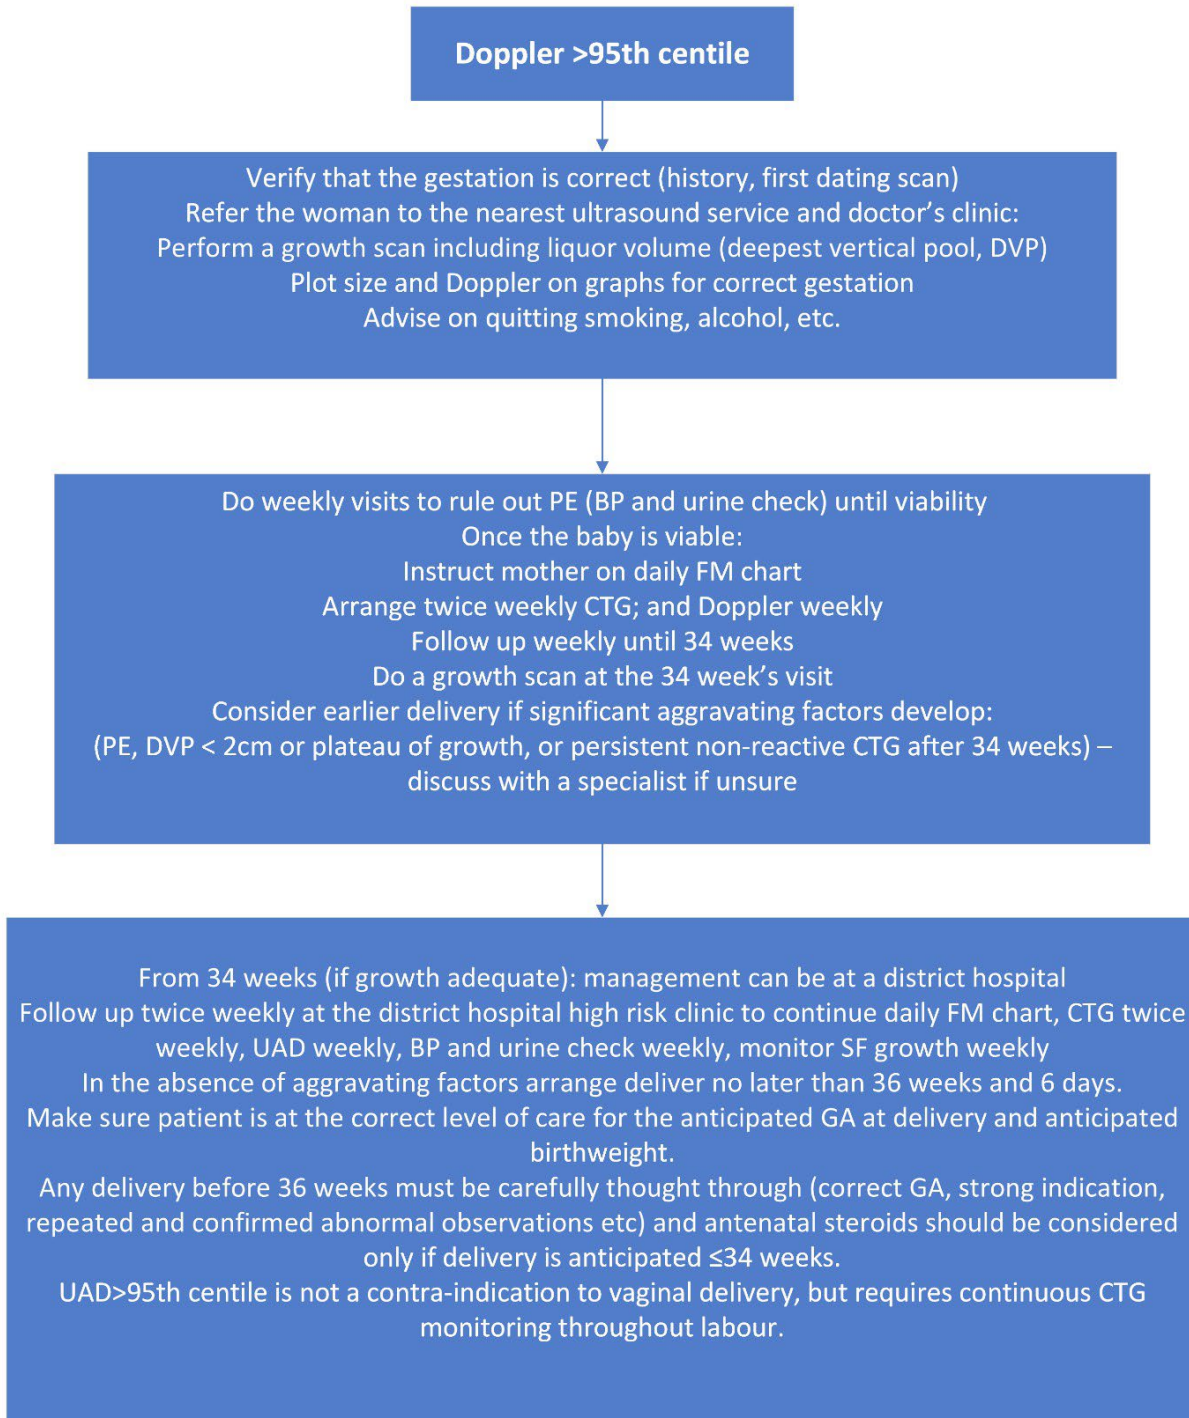 Doppler >95th centile
Verify that the gestation is correct (history, first dating scan)
Refer the woman to the nearest ultrasound service and doctor’s clinic:
Perform a growth scan including liquor volume (deepest vertical pool, DVP)
Plot size and Doppler on graphs for correct gestation
Advise on quitting smoking, alcohol, etc.
Do weekly visits to rule out PE (BP and urine check) until viability
Once the baby is viable:
Instruct mother on daily FM chart
Arrange twice weekly CTG; and Doppler weekly
Follow up weekly until 34 weeks
Do a growth scan at the 34 week’s visit
Consider earlier delivery if significant aggravating factors develop:
(PE, DVP < 2cm or plateau of growth, or persistent non-reactive CTG after 34 weeks) –
discuss with a specialist if unsure
From 34 weeks (if growth adequate): management can be at a district hospital
Follow up twice weekly at the district hospital high risk clinic to continue daily FM chart, CTG twice
weekly, UAD weekly, BP and urine check weekly, monitor SF growth weekly
In the absence of aggravating factors arrange deliver no later than 36 weeks and 6 days.
Make sure patient is at the correct level of care for the anticipated GA at delivery and anticipated
birthweight.
Any delivery before 36 weeks must be carefully thought through (correct GA, strong indication,
repeated and confirmed abnormal observations etc) and antenatal steroids should be considered
only if delivery is anticipated ≤34 weeks.
UAD>95th centile is not a contra-indication to vaginal delivery, but requires continuous CTG
monitoring throughout labour.